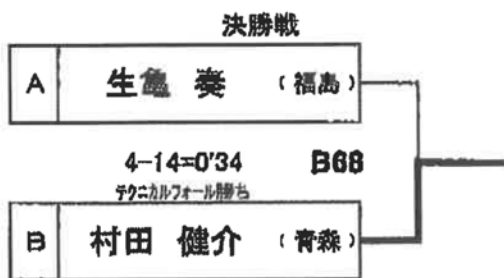 決勝戦
A 生亀 奏 (福島)
4-14=0'34 B68
テクニカルフォール勝ち
B 村田 健介 (青森)